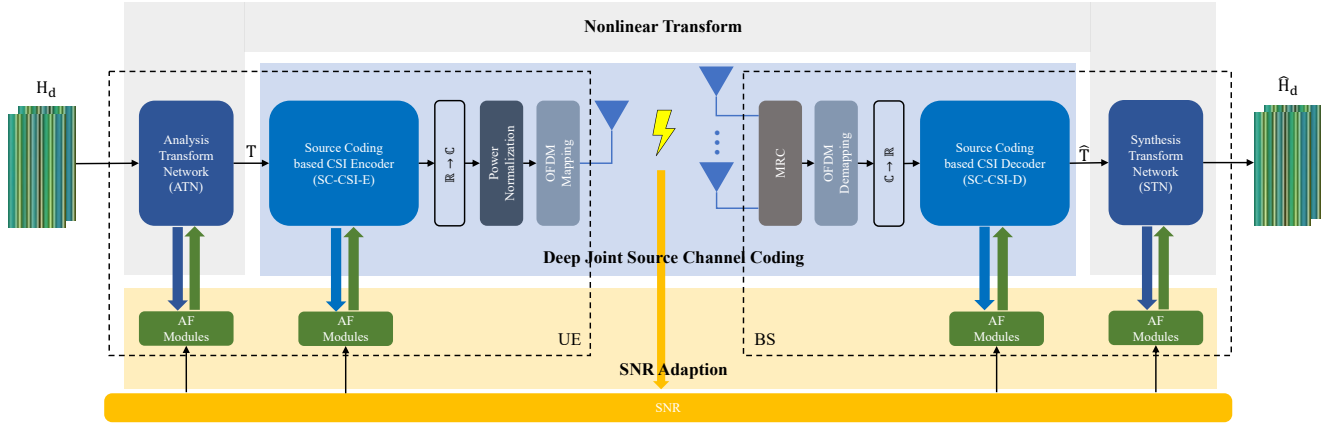 Nonlinear Transform
H_d
Analysis
Transform
Network
(ATN)
T
Source Coding
based CSI Encoder
(SC-CSI-E)
ℝ → ℂ
Power
Normalization
OFDM
Mapping
MRC
OFDM
Demapping
ℂ → ℝ
Source Coding
based CSI Decoder
(SC-CSI-D)
T̂
Synthesis
Transform
Network
(STN)
Ĥ_d
Deep Joint Source Channel Coding
AF
Modules
AF
Modules
UE
BS
AF
Modules
AF
Modules
SNR Adaption
SNR